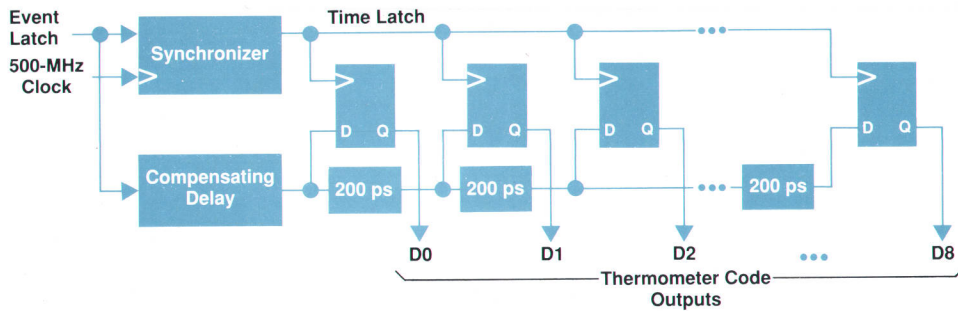 Event
Latch
500-MHz
Clock
Synchronizer
Time Latch
D Q
D Q
D Q
D Q
Compensating
Delay
200 ps
200 ps
200 ps
D0
D1
D2
D8
Thermometer Code
Outputs